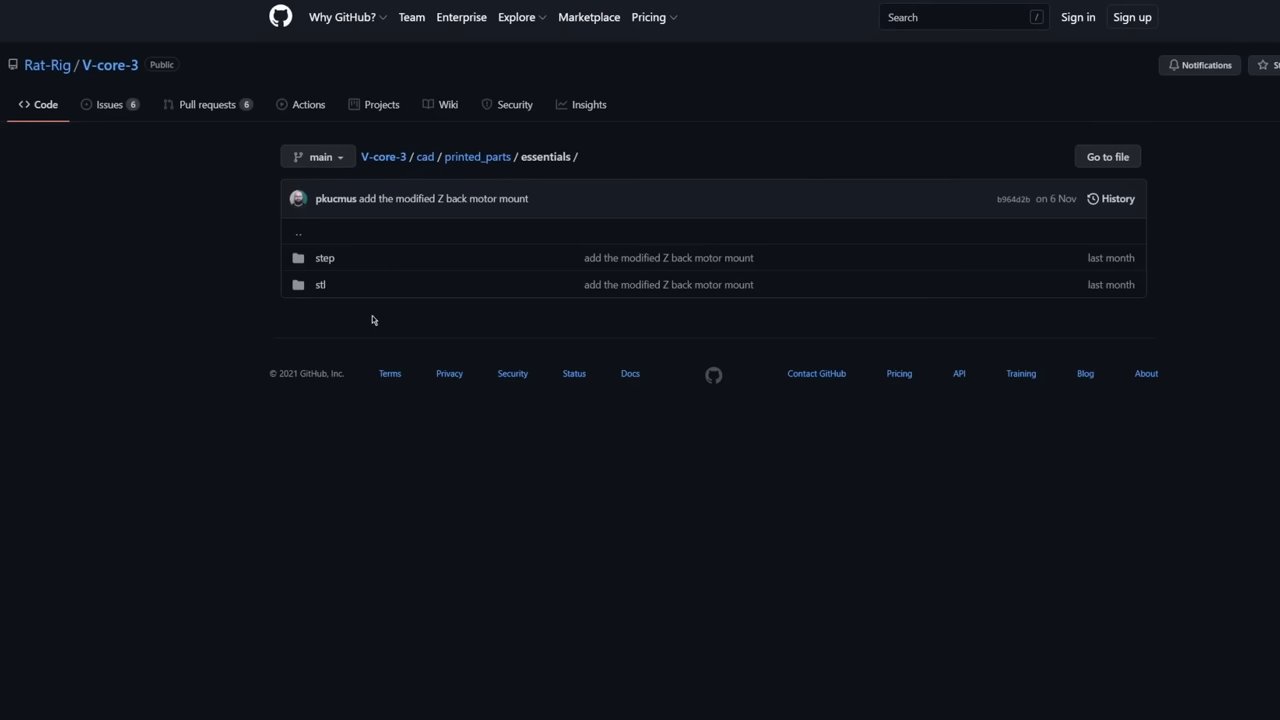 Why GitHub? Team Enterprise Explore Marketplace Pricing Search / Sign in Sign up
Rat-Rig / V-core-3 Public Notifications
Code Issues 6 Pull requests 6 Actions Projects Wiki Security Insights
main V-core-3 / cad / printed_parts / essentials / Go to file
pkucmus add the modified Z back motor mount b964d2b on 6 Nov History
..
step add the modified Z back motor mount last month
stl add the modified Z back motor mount last month
© 2021 GitHub, Inc. Terms Privacy Security Status Docs Contact GitHub Pricing API Training Blog About